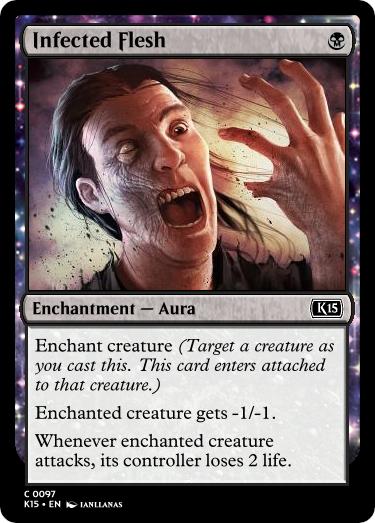 Infected Flesh
Enchantment — Aura
K15
Enchant creature (Target a creature as
you cast this. This card enters attached
to that creature.)
Enchanted creature gets -1/-1.
Whenever enchanted creature
attacks, its controller loses 2 life.
C 0097
K15 • EN IANLLANAS